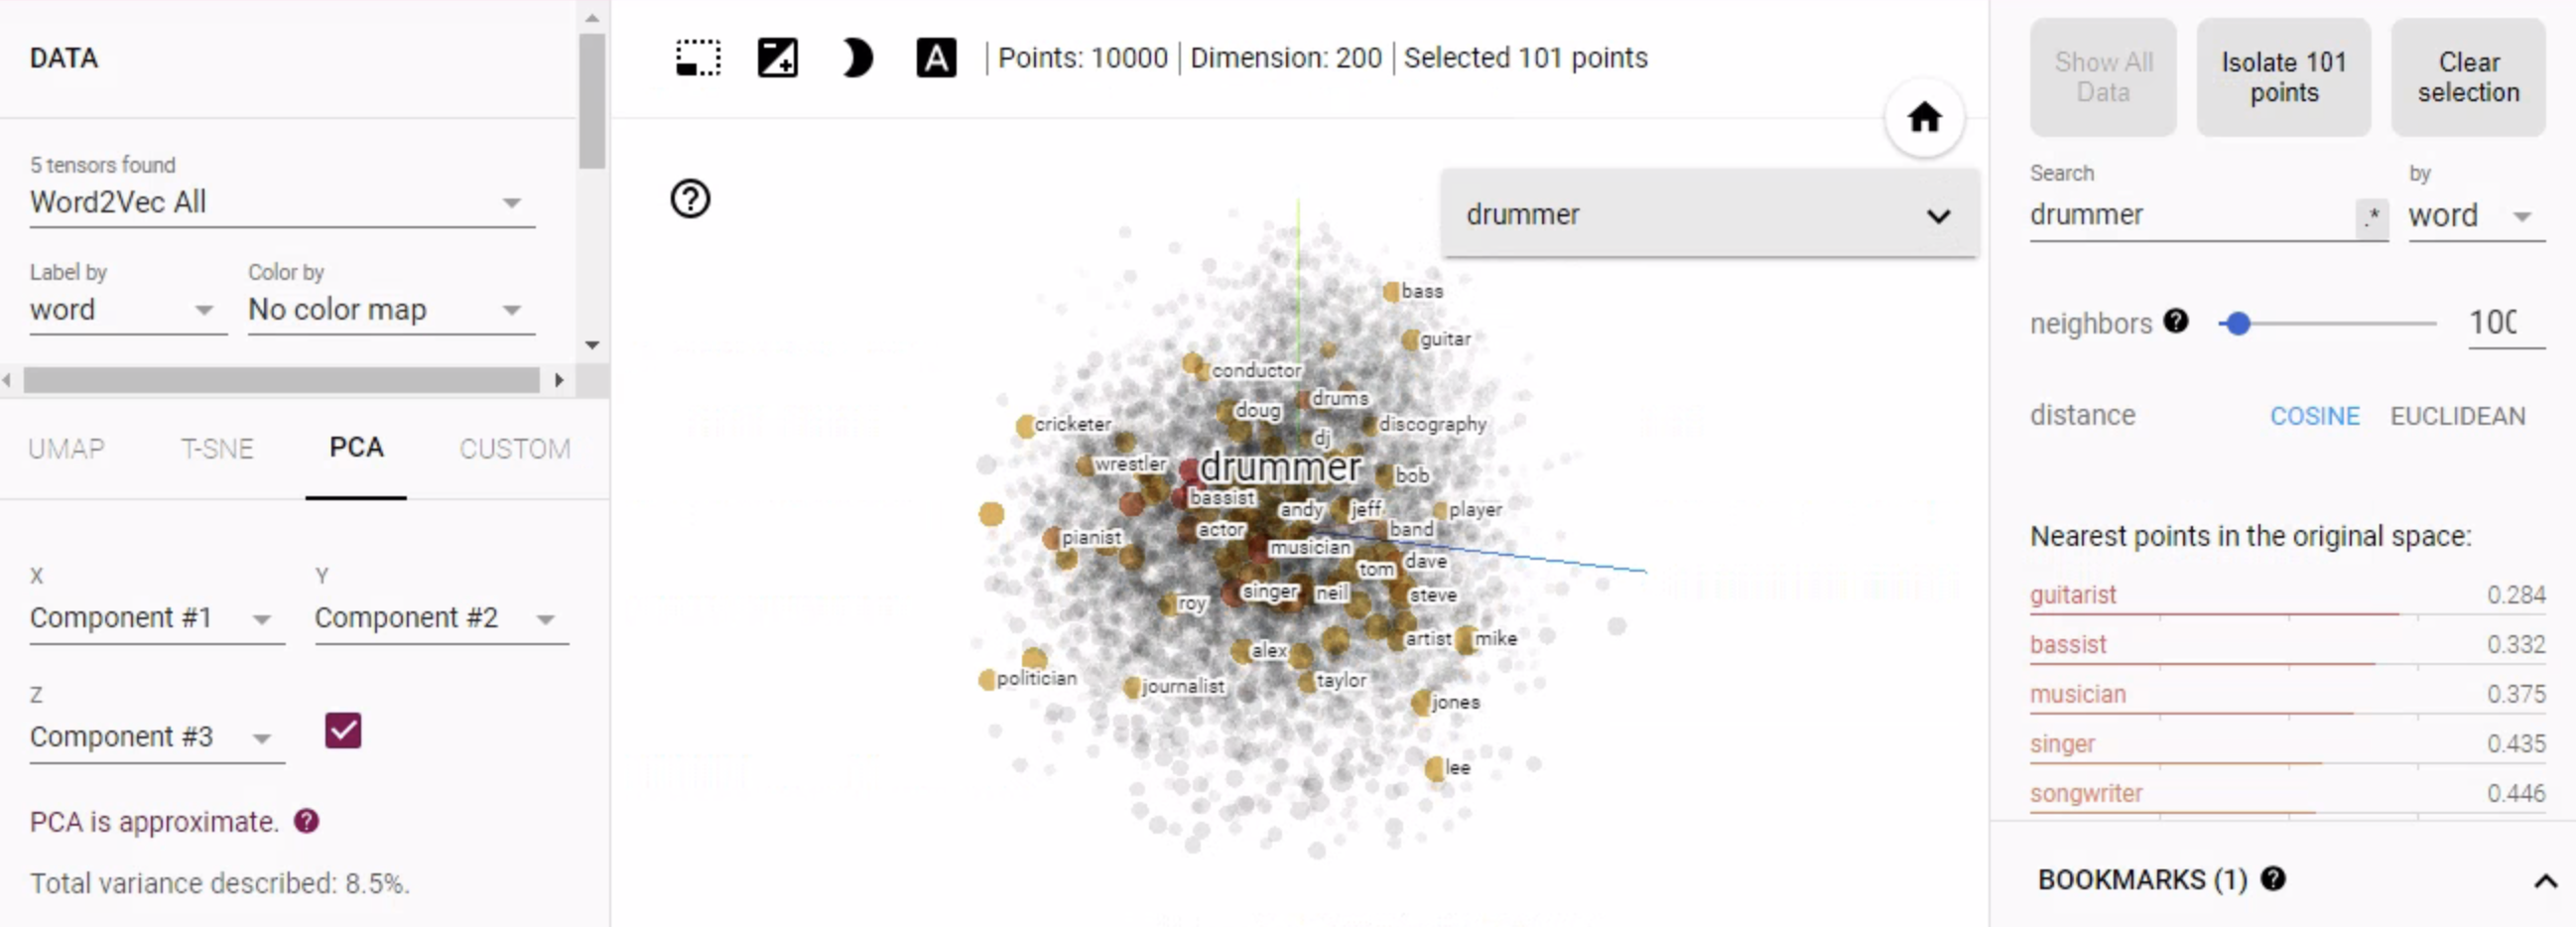 DATA
5 tensors found
Word2Vec All
Label by
Color by
word
No color map
UMAP
T-SNE
PCA
CUSTOM
X
Y
Component #1
Component #2
Z
Component #3
PCA is approximate.
Total variance described: 8.5%.
A
Points: 10000
Dimension: 200
Selected 101 points
drummer
bass
guitar
conductor
drums
doug
cricketer
discography
dj
wrestler
drummer
bob
bassist
andy
jeff
player
actor
band
pianist
musician
dave
tom
singer
neil
steve
roy
artist
mike
alex
politician
journalist
taylor
jones
lee
Show All
Data
Isolate 101
points
Clear
selection
Search
by
drummer
.*
word
neighbors
100
distance
COSINE
EUCLIDEAN
Nearest points in the original space:
guitarist 0.284
bassist 0.332
musician 0.375
singer 0.435
songwriter 0.446
BOOKMARKS (1)